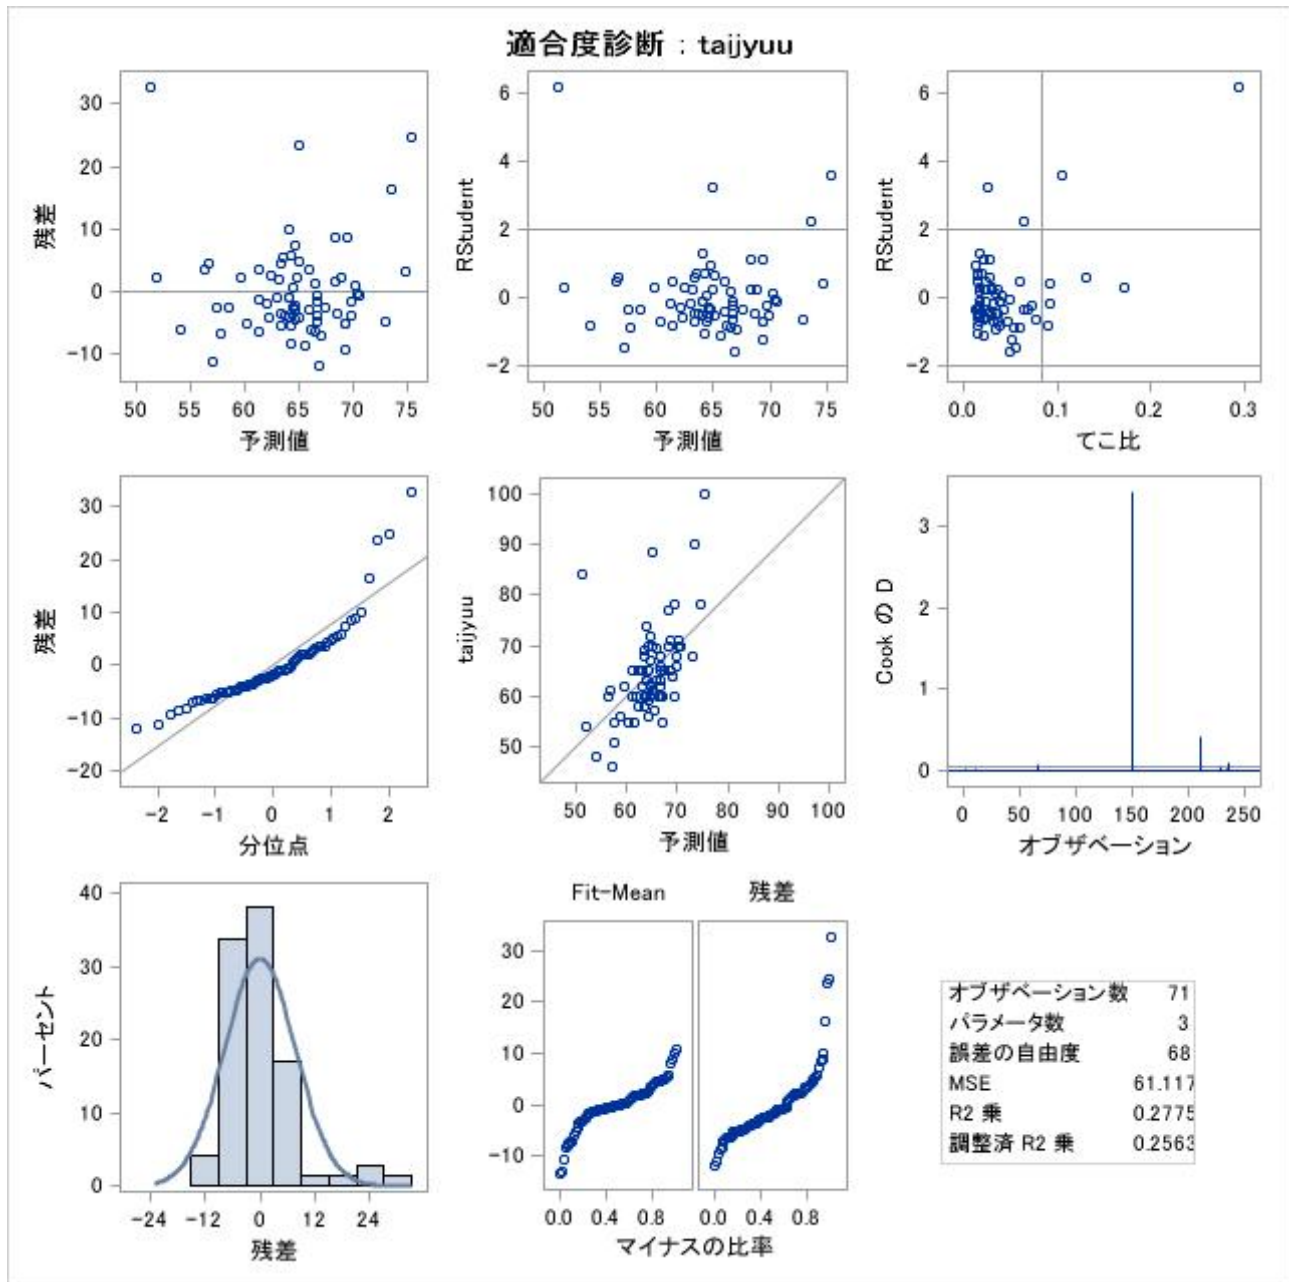 適合度診断 : taijyuu
残差
30
20
10
0
-10
50 55 60 65 70 75
予測値
RStudent
6
4
2
0
-2
50 55 60 65 70 75
予測値
RStudent
6
4
2
0
-2
0.0 0.1 0.2 0.3
てこ比
残差
30
20
10
0
-10
-20
-2 -1 0 1 2
分位点
taijyuu
100
90
80
70
60
50
50 60 70 80 90 100
予測値
Cook の D
3
2
1
0
0 50 100 150 200 250
オブザベーション
パーセント
40
30
20
10
0
-24 -12 0 12 24
残差
Fit-Mean 残差
30
20
10
0
-10
0.0 0.4 0.8 0.0 0.4 0.8
マイナスの比率
オブザベーション数 71
パラメータ数 3
誤差の自由度 68
MSE 61.117
R2 乗 0.2775
調整済 R2 乗 0.2563